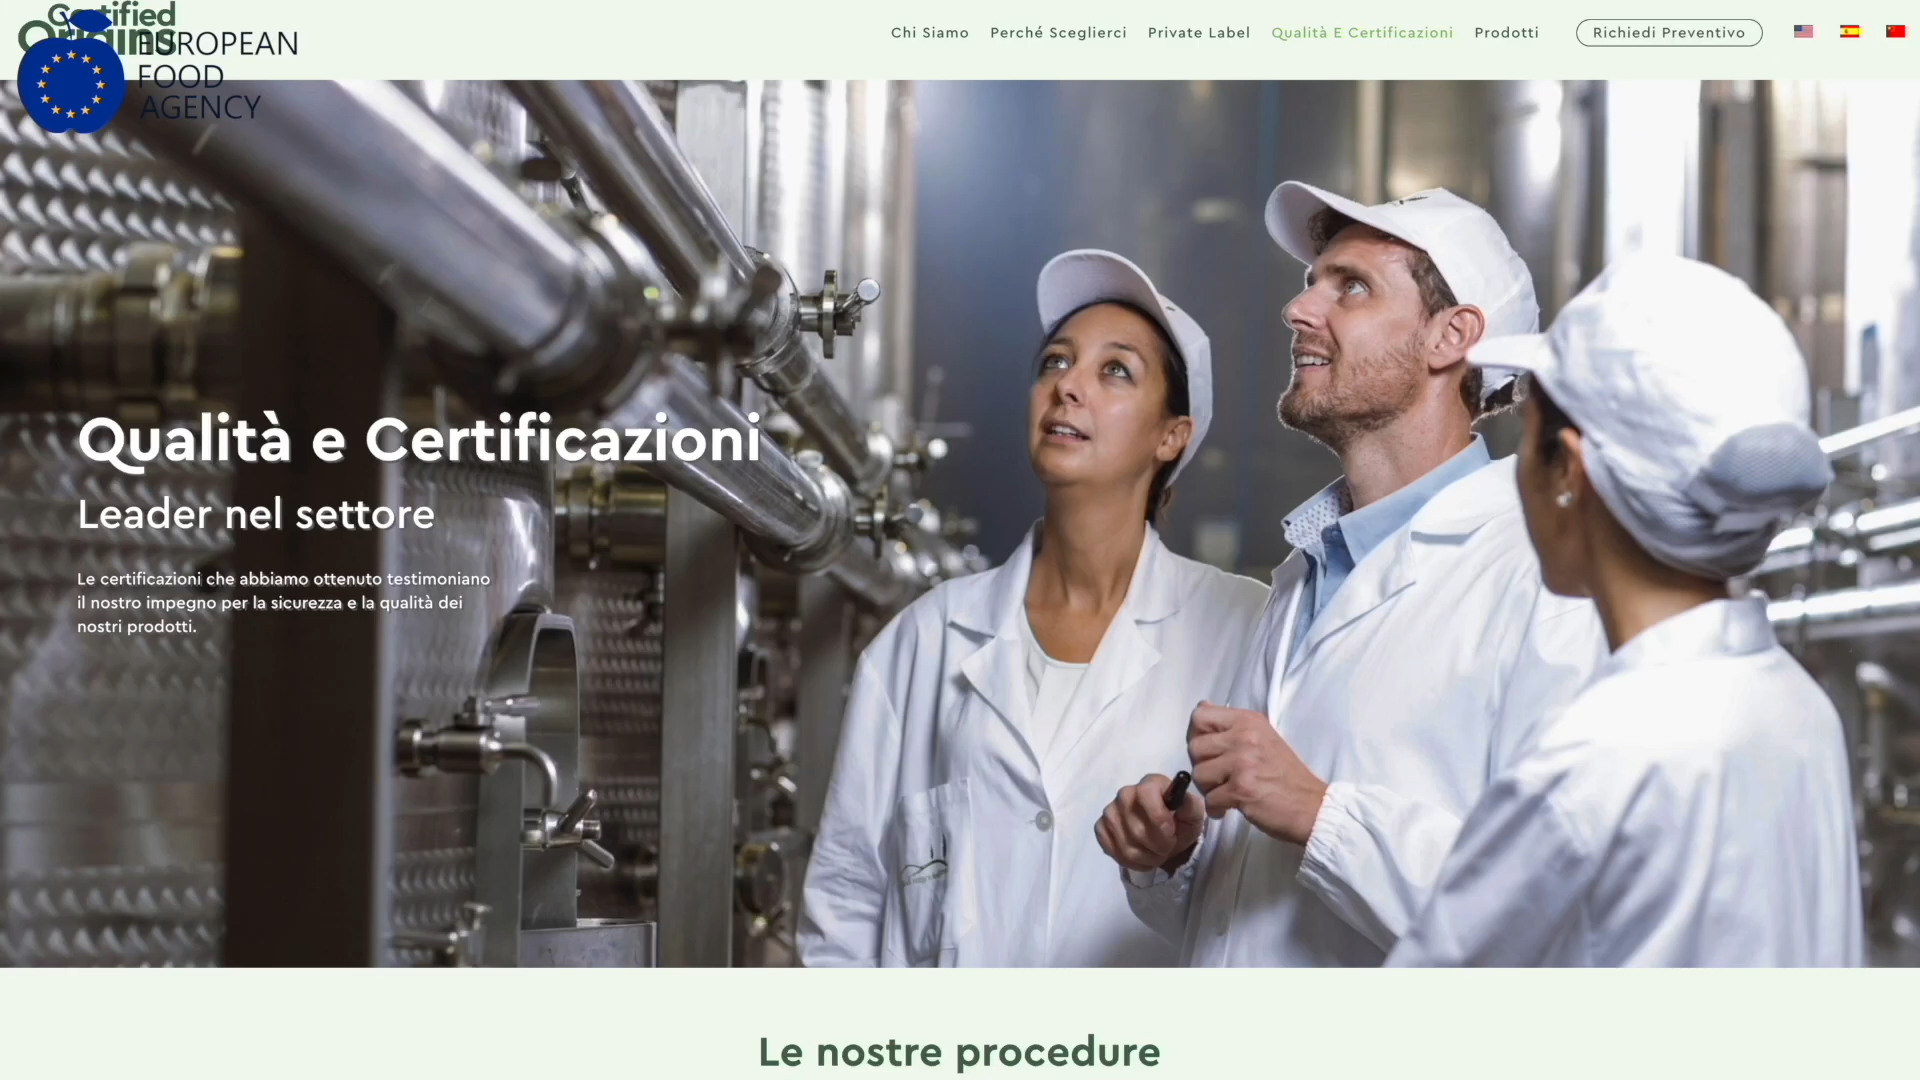 Certified
Origins
EUROPEAN
FOOD
AGENCY
Chi Siamo
Perché Sceglierci
Private Label
Qualità E Certificazioni
Prodotti
Richiedi Preventivo
Qualità e Certificazioni
Leader nel settore
Le certificazioni che abbiamo ottenuto testimoniano
il nostro impegno per la sicurezza e la qualità dei
nostri prodotti.
Le nostre procedure